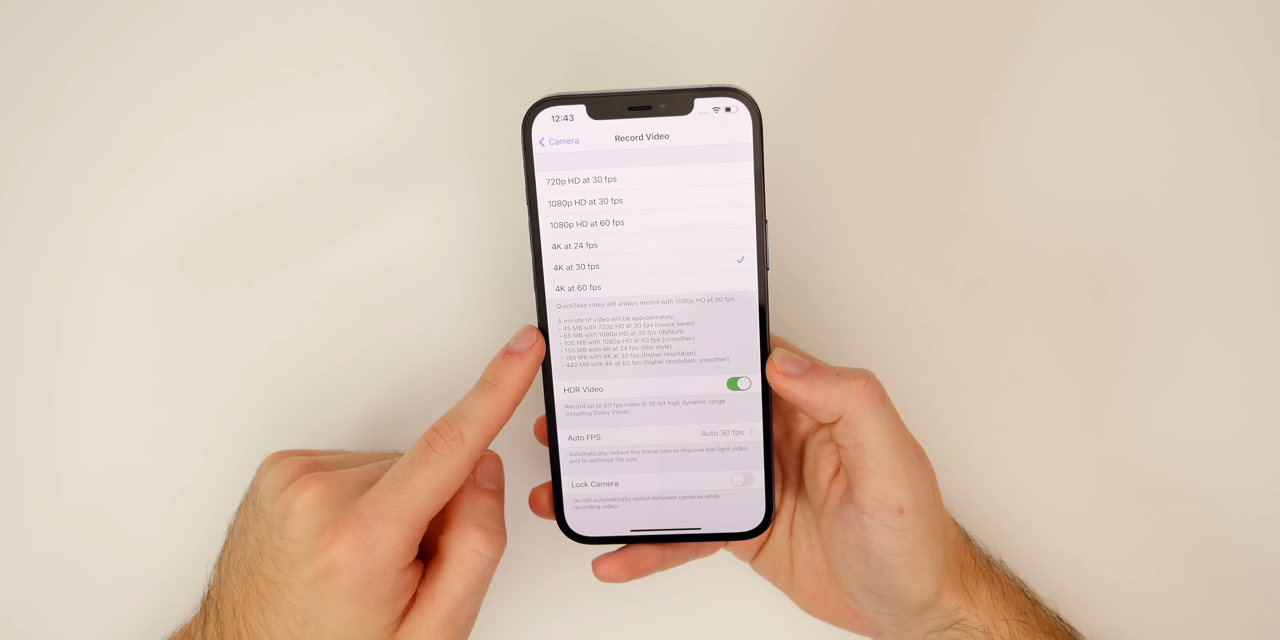 12:43
Camera
Record Video
720p HD at 30 fps
1080p HD at 30 fps
1080p HD at 60 fps
4K at 24 fps
4K at 30 fps
4K at 60 fps
QuickTake video will always record with 1080p HD at 30 fps.
A minute of video will be approximately:
• 45 MB with 720p HD at 30 fps (space saver)
• 65 MB with 1080p HD at 30 fps (default)
• 100 MB with 1080p HD at 60 fps (smoother)
• 150 MB with 4K at 24 fps (film style)
• 190 MB with 4K at 30 fps (higher resolution)
• 440 MB with 4K at 60 fps (higher resolution, smoother)
HDR Video
Record up to 60 fps video in 10-bit high dynamic range
including Dolby Vision.
Auto FPS
Auto 30 fps
Automatically reduce the frame rate to improve low light video
and to optimise file size.
Lock Camera
Do not automatically switch between cameras while
recording video.